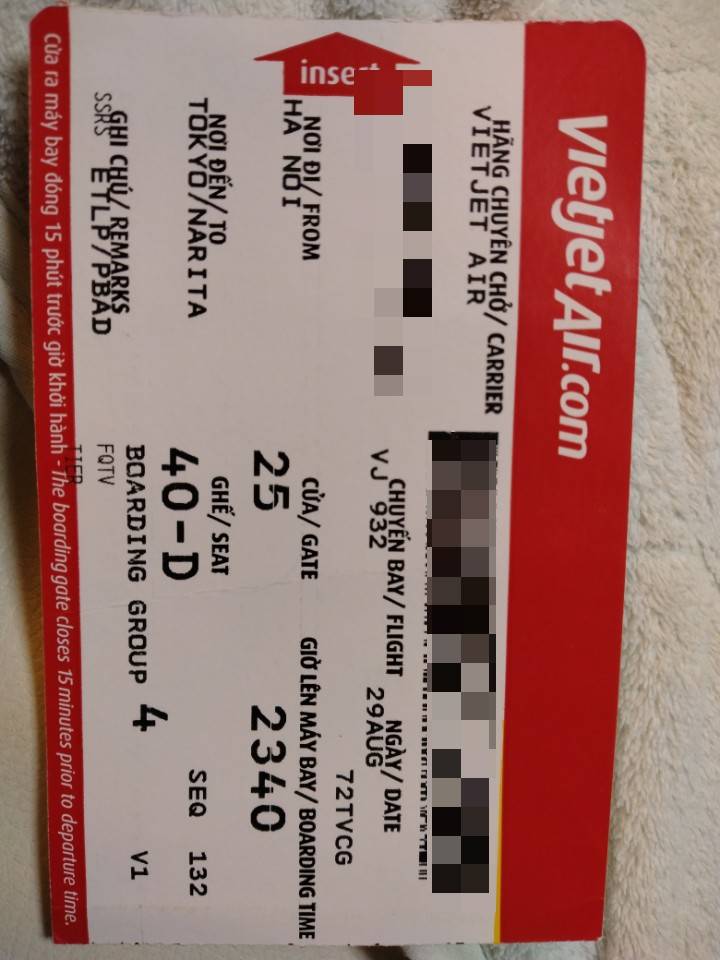 Vietjet Air.com
HÃNG CHUYÊN CHỞ/ CARRIER
VIETJET AIR
insert
NƠI ĐI/ FROM
HA NOI
NƠI ĐẾN/ TO
TOKYO/NARITA
GHI CHÚ/ REMARKS
SSRS ETLP/PBAD
CHUYẾN BAY/ FLIGHT
VJ 932
NGÀY/ DATE
29AUG
72TVCG
CỬA/ GATE
25
GIỜ LÊN MÁY BAY/ BOARDING TIME
2340
GHẾ/ SEAT
40-D
SEQ 132
BOARDING GROUP 4
V1
FQTV
TIER
Cửa ra máy bay đóng 15 phút trước giờ khởi hành - The boarding gate closes 15 minutes prior to departure time.